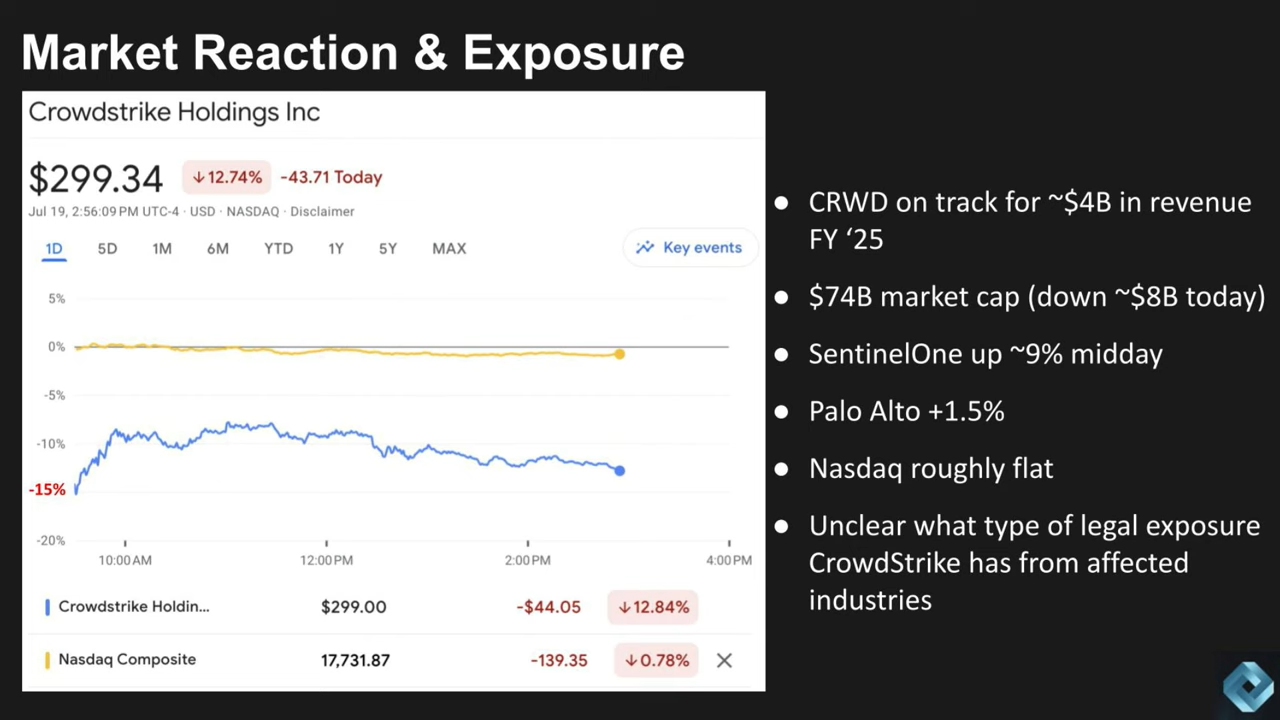 Market Reaction & Exposure
Crowdstrike Holdings Inc
$299.34 ↓12.74% -43.71 Today
Jul 19, 2:56:09 PM UTC-4 · USD · NASDAQ · Disclaimer
1D 5D 1M 6M YTD 1Y 5Y MAX Key events
5%
0%
-5%
-10%
-15%
-20%
10:00 AM 12:00 PM 2:00 PM 4:00 PM
Crowdstrike Holdin... $299.00 -$44.05 ↓12.84%
Nasdaq Composite 17,731.87 -139.35 ↓0.78% ✕
● CRWD on track for ~$4B in revenue
FY ‘25
● $74B market cap (down ~$8B today)
● SentinelOne up ~9% midday
● Palo Alto +1.5%
● Nasdaq roughly flat
● Unclear what type of legal exposure
CrowdStrike has from affected
industries